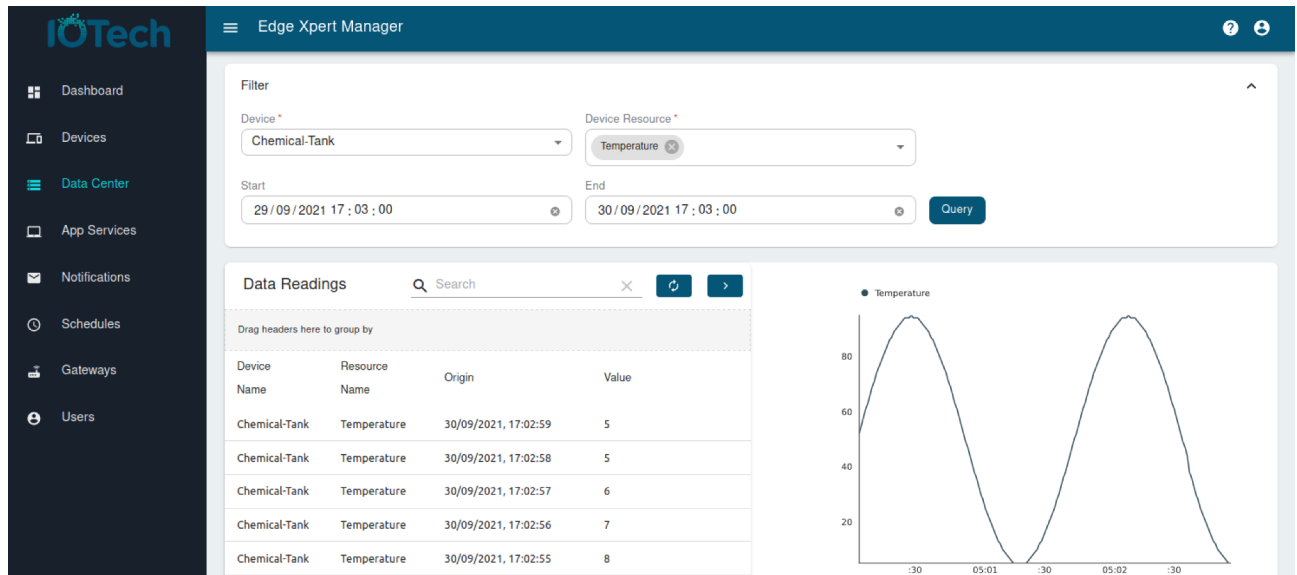 IOTech
Edge Xpert Manager
Dashboard
Devices
Data Center
App Services
Notifications
Schedules
Gateways
Users
Filter
Device *
Device Resource *
Chemical-Tank
Temperature
Start
End
29/09/2021 17:03:00
30/09/2021 17:03:00
Query
Data Readings
Search
Drag headers here to group by
Device Name
Resource Name
Origin
Value
Chemical-Tank Temperature 30/09/2021, 17:02:59 5
Chemical-Tank Temperature 30/09/2021, 17:02:58 5
Chemical-Tank Temperature 30/09/2021, 17:02:57 6
Chemical-Tank Temperature 30/09/2021, 17:02:56 7
Chemical-Tank Temperature 30/09/2021, 17:02:55 8
Temperature
80
60
40
20
:30 05:01 :30 05:02 :30